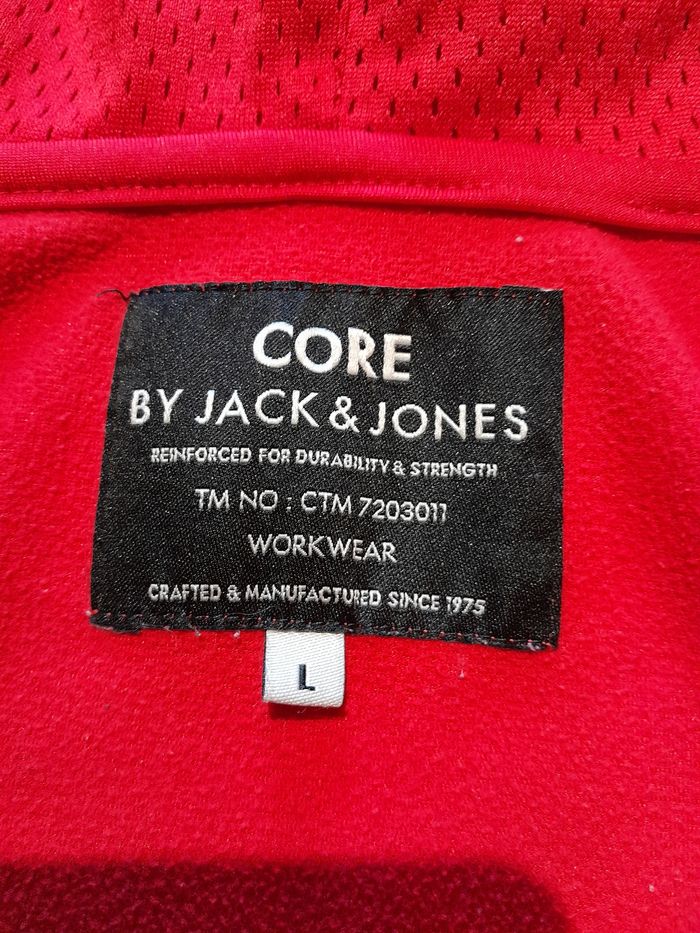 CORE
BY JACK & JONES
REINFORCED FOR DURABILITY & STRENGTH
TM NO : CTM 7203011
WORKWEAR
CRAFTED & MANUFACTURED SINCE 1975
L